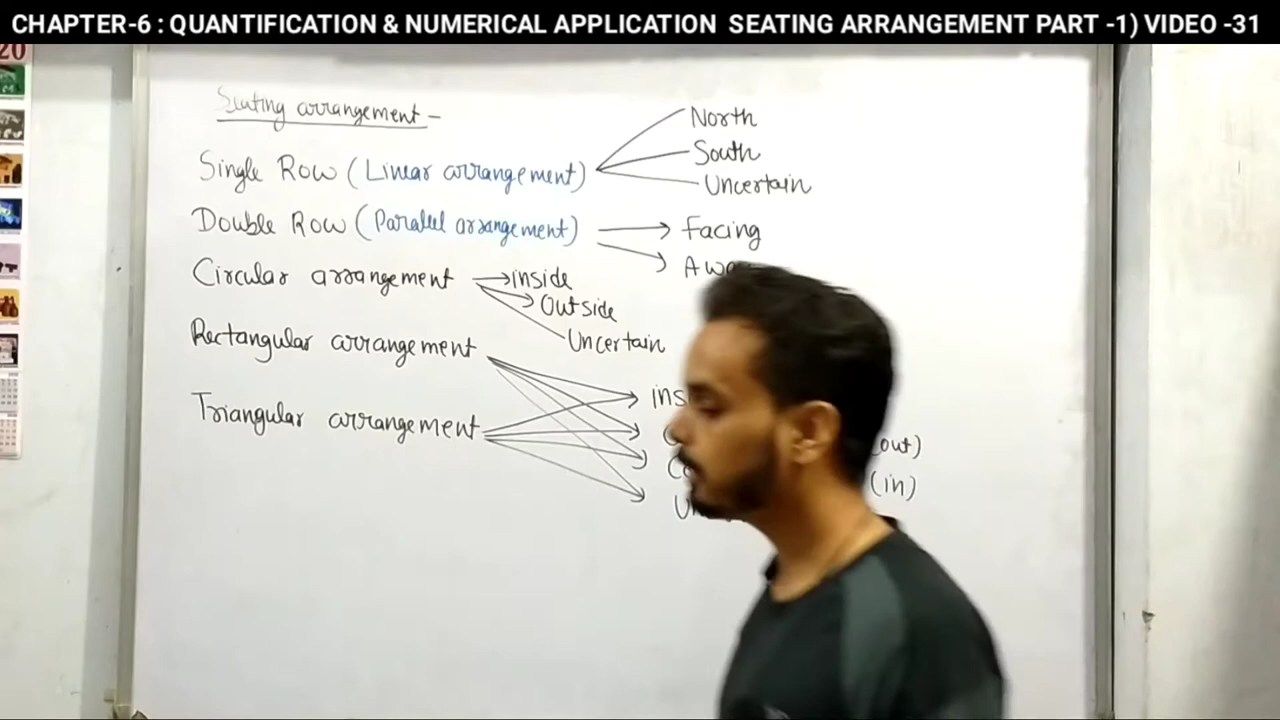 CHAPTER-6 : QUANTIFICATION & NUMERICAL APPLICATION SEATING ARRANGEMENT PART -1) VIDEO -31
20
Seating arrangement -
North
South
Single Row (Linear arrangement)
Uncertain
Double Row (Parallel arrangement)
Facing
Circular arrangement
inside
Outside
Uncertain
Rectangular arrangement
Triangular arrangement
out)
(in)